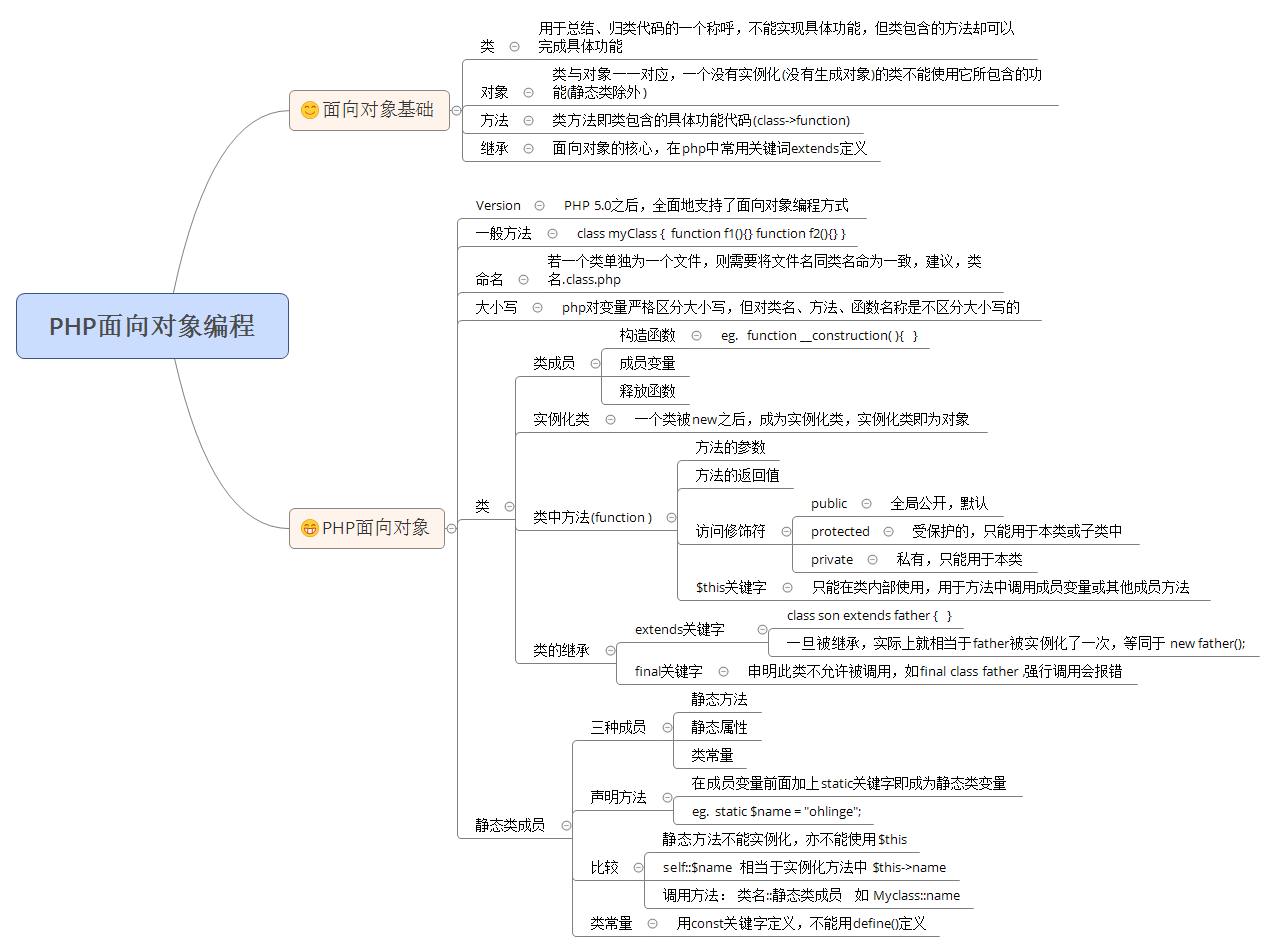 PHP面向对象编程
面向对象基础
类
用于总结、归类代码的一个称呼，不能实现具体功能，但类包含的方法却可以
完成具体功能
对象
类与对象一一对应，一个没有实例化(没有生成对象)的类不能使用它所包含的功
能(静态类除外)
方法
类方法即类包含的具体功能代码(class->function)
继承
面向对象的核心，在php中常用关键词extends定义
PHP面向对象
Version
PHP 5.0之后，全面地支持了面向对象编程方式
一般方法
class myClass { function f1(){} function f2(){} }
命名
若一个类单独为一个文件，则需要将文件名同类名命为一致，建议，类
名.class.php
大小写
php对变量严格区分大小写，但对类名、方法、函数名称是不区分大小写的
类
类成员
构造函数
eg. function __construction( ){ }
成员变量
释放函数
实例化类
一个类被new之后，成为实例化类，实例化类即为对象
类中方法(function )
方法的参数
方法的返回值
访问修饰符
public
全局公开，默认
protected
受保护的，只能用于本类或子类中
private
私有，只能用于本类
$this关键字
只能在类内部使用，用于方法中调用成员变量或其他成员方法
类的继承
extends关键字
class son extends father { }
一旦被继承，实际上就相当于father被实例化了一次，等同于 new father();
final关键字
申明此类不允许被调用，如final class father ,强行调用会报错
静态类成员
三种成员
静态方法
静态属性
类常量
声明方法
在成员变量前面加上static关键字即成为静态类变量
eg. static $name = "ohlinge";
比较
静态方法不能实例化，亦不能使用$this
self::$name 相当于实例化方法中 $this->name
调用方法： 类名::静态类成员 如 Myclass::name
类常量
用const关键字定义，不能用define()定义